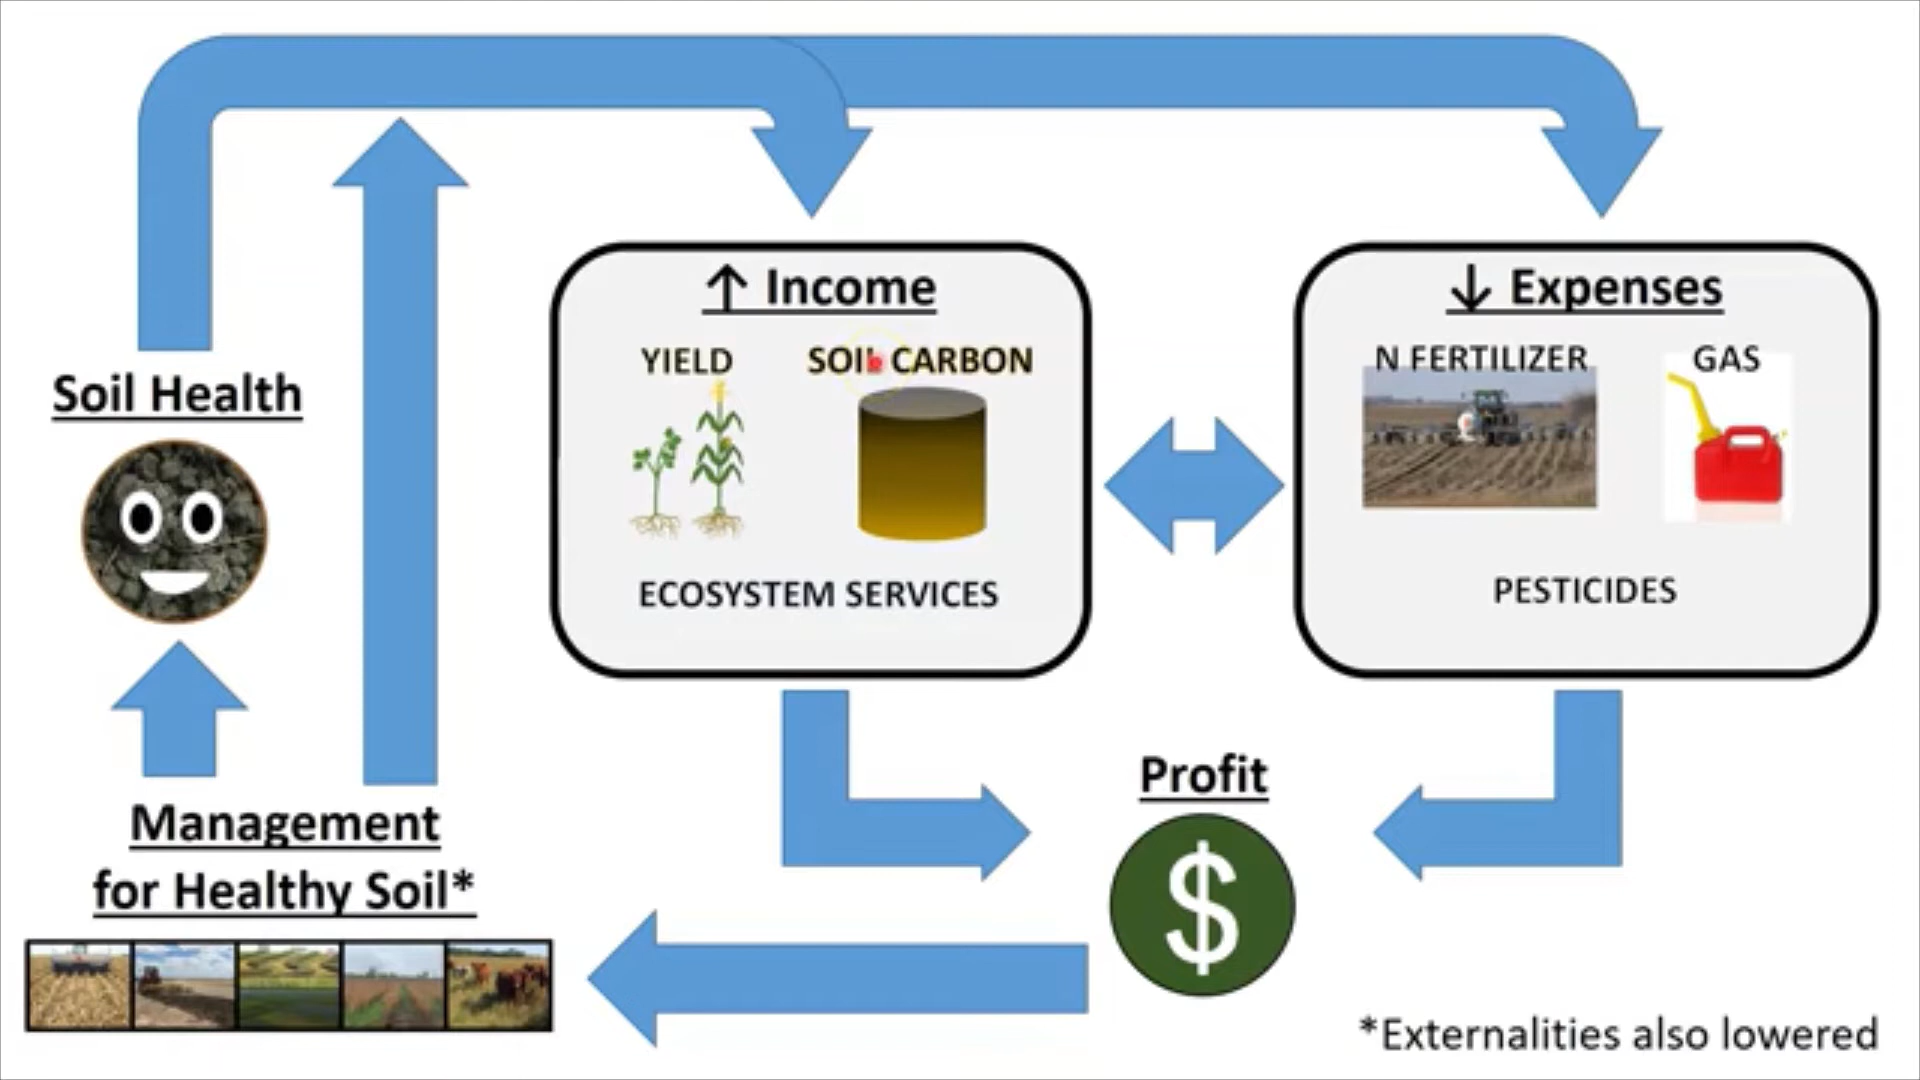 ↑ Income
YIELD
SOIL CARBON
ECOSYSTEM SERVICES
↓ Expenses
N FERTILIZER
GAS
PESTICIDES
Soil Health
Management
for Healthy Soil*
Profit
$
*Externalities also lowered